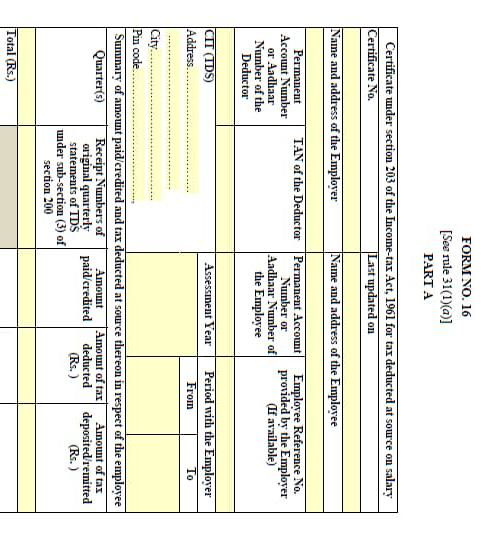 FORM NO. 16
[See rule 31(1)(a)]
PART A
Certificate under section 203 of the Income-tax Act, 1961 for tax deducted at source on salary
Certificate No.
Last updated on
Name and address of the Employer
Name and address of the Employee
Permanent
Account Number
or Aadhaar
Number of the
Deductor
TAN of the Deductor
Permanent Account
Number or
Aadhaar Number of
the Employee
Employee Reference No.
provided by the Employer
(If available)
CIT (TDS)
Assessment Year
Period with the Employer
Address..............................
..........................................
City..............................
Pin code..............................
From
To
Summary of amount paid/credited and tax deducted at source thereon in respect of the employee
Quarter(s)
Receipt Numbers of
original quarterly
statements of TDS
under sub-section (3) of
section 200
Amount
paid/credited
Amount of tax
deducted
(Rs. )
Amount of tax
deposited/remitted
(Rs. )
Total (Rs.)